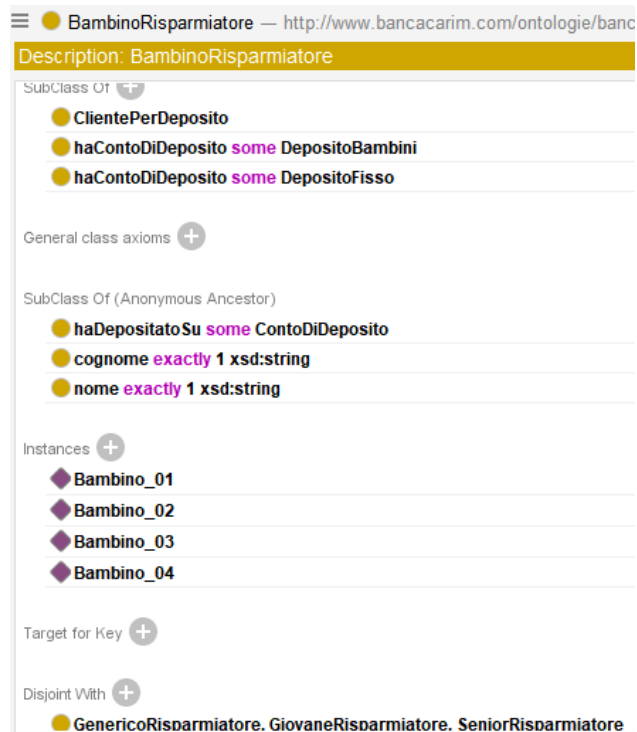 BambinoRisparmiatore — http://www.bancacarim.com/ontologie/banc
Description: BambinoRisparmiatore
SubClass Of
ClientePerDeposito
haContoDiDeposito some DepositoBambini
haContoDiDeposito some DepositoFisso
General class axioms
SubClass Of (Anonymous Ancestor)
haDepositatoSu some ContoDiDeposito
cognome exactly 1 xsd:string
nome exactly 1 xsd:string
Instances
Bambino_01
Bambino_02
Bambino_03
Bambino_04
Target for Key
Disjoint With
GenericoRisparmiatore, GiovaneRisparmiatore, SeniorRisparmiatore